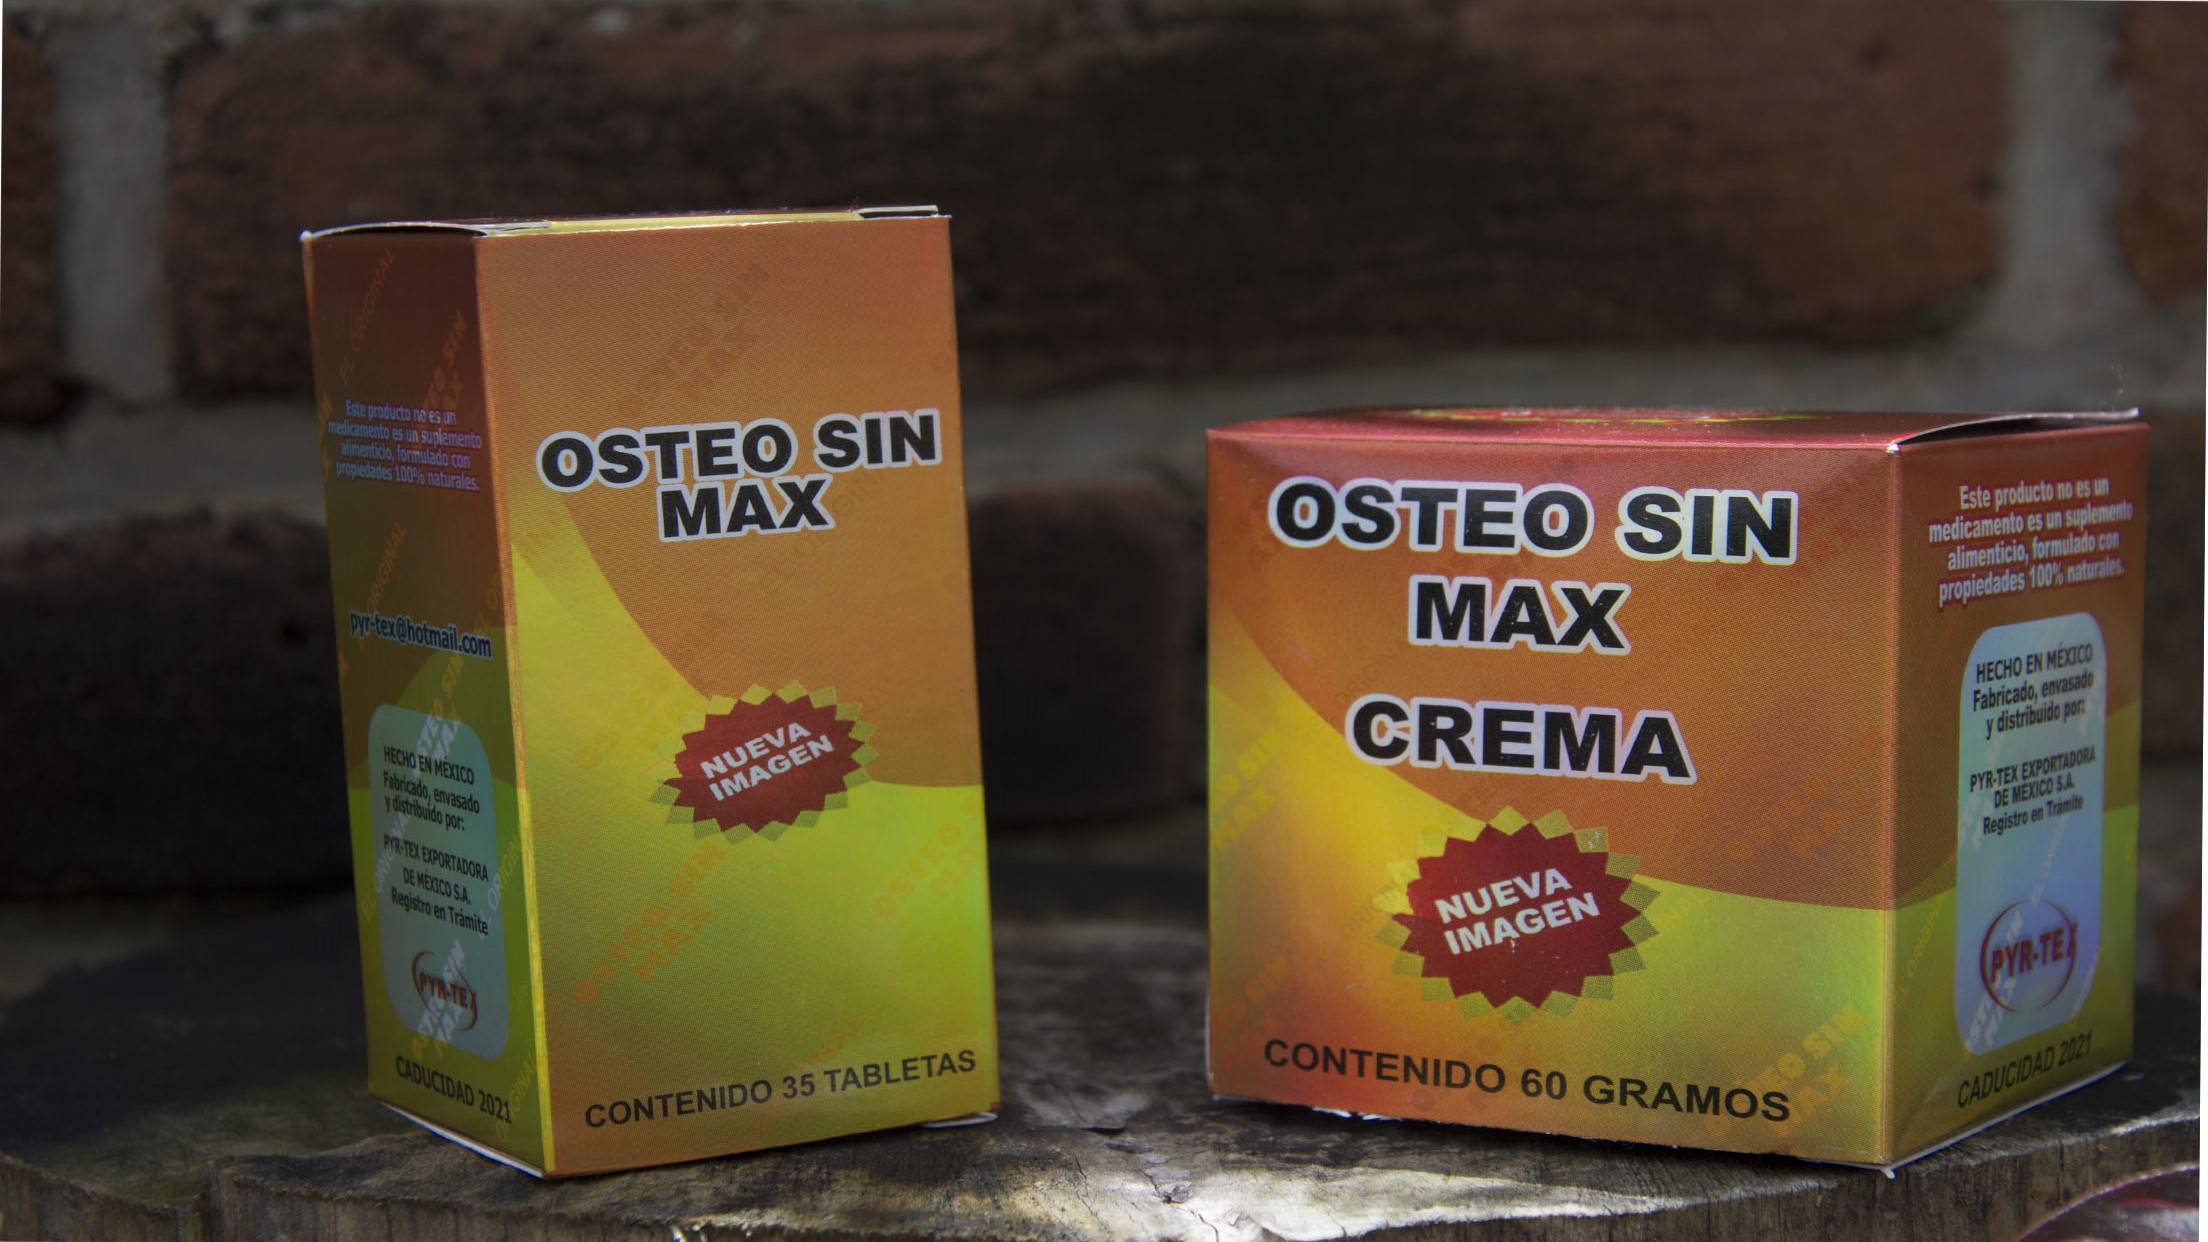 Este producto no es un
medicamento es un suplemento
alimenticio, formulado con
propiedades 100% naturales.
pyr-tex@hotmail.com
HECHO EN MÉXICO
Fabricado, envasado
y distribuido por:
PYR-TEX EXPORTADORA
DE MÉXICO S.A.
Registro en Trámite
PYR-TEX
CADUCIDAD 2021
OSTEO SIN
MAX
NUEVA
IMAGEN
CONTENIDO 35 TABLETAS
OSTEO SIN
MAX
CREMA
NUEVA
IMAGEN
CONTENIDO 60 GRAMOS
Este producto no es un
medicamento es un suplemento
alimenticio, formulado con
propiedades 100% naturales.
HECHO EN MÉXICO
Fabricado, envasado
y distribuido por:
PYR-TEX EXPORTADORA
DE MÉXICO S.A.
Registro en Trámite
PYR-TEX
CADUCIDAD 2021